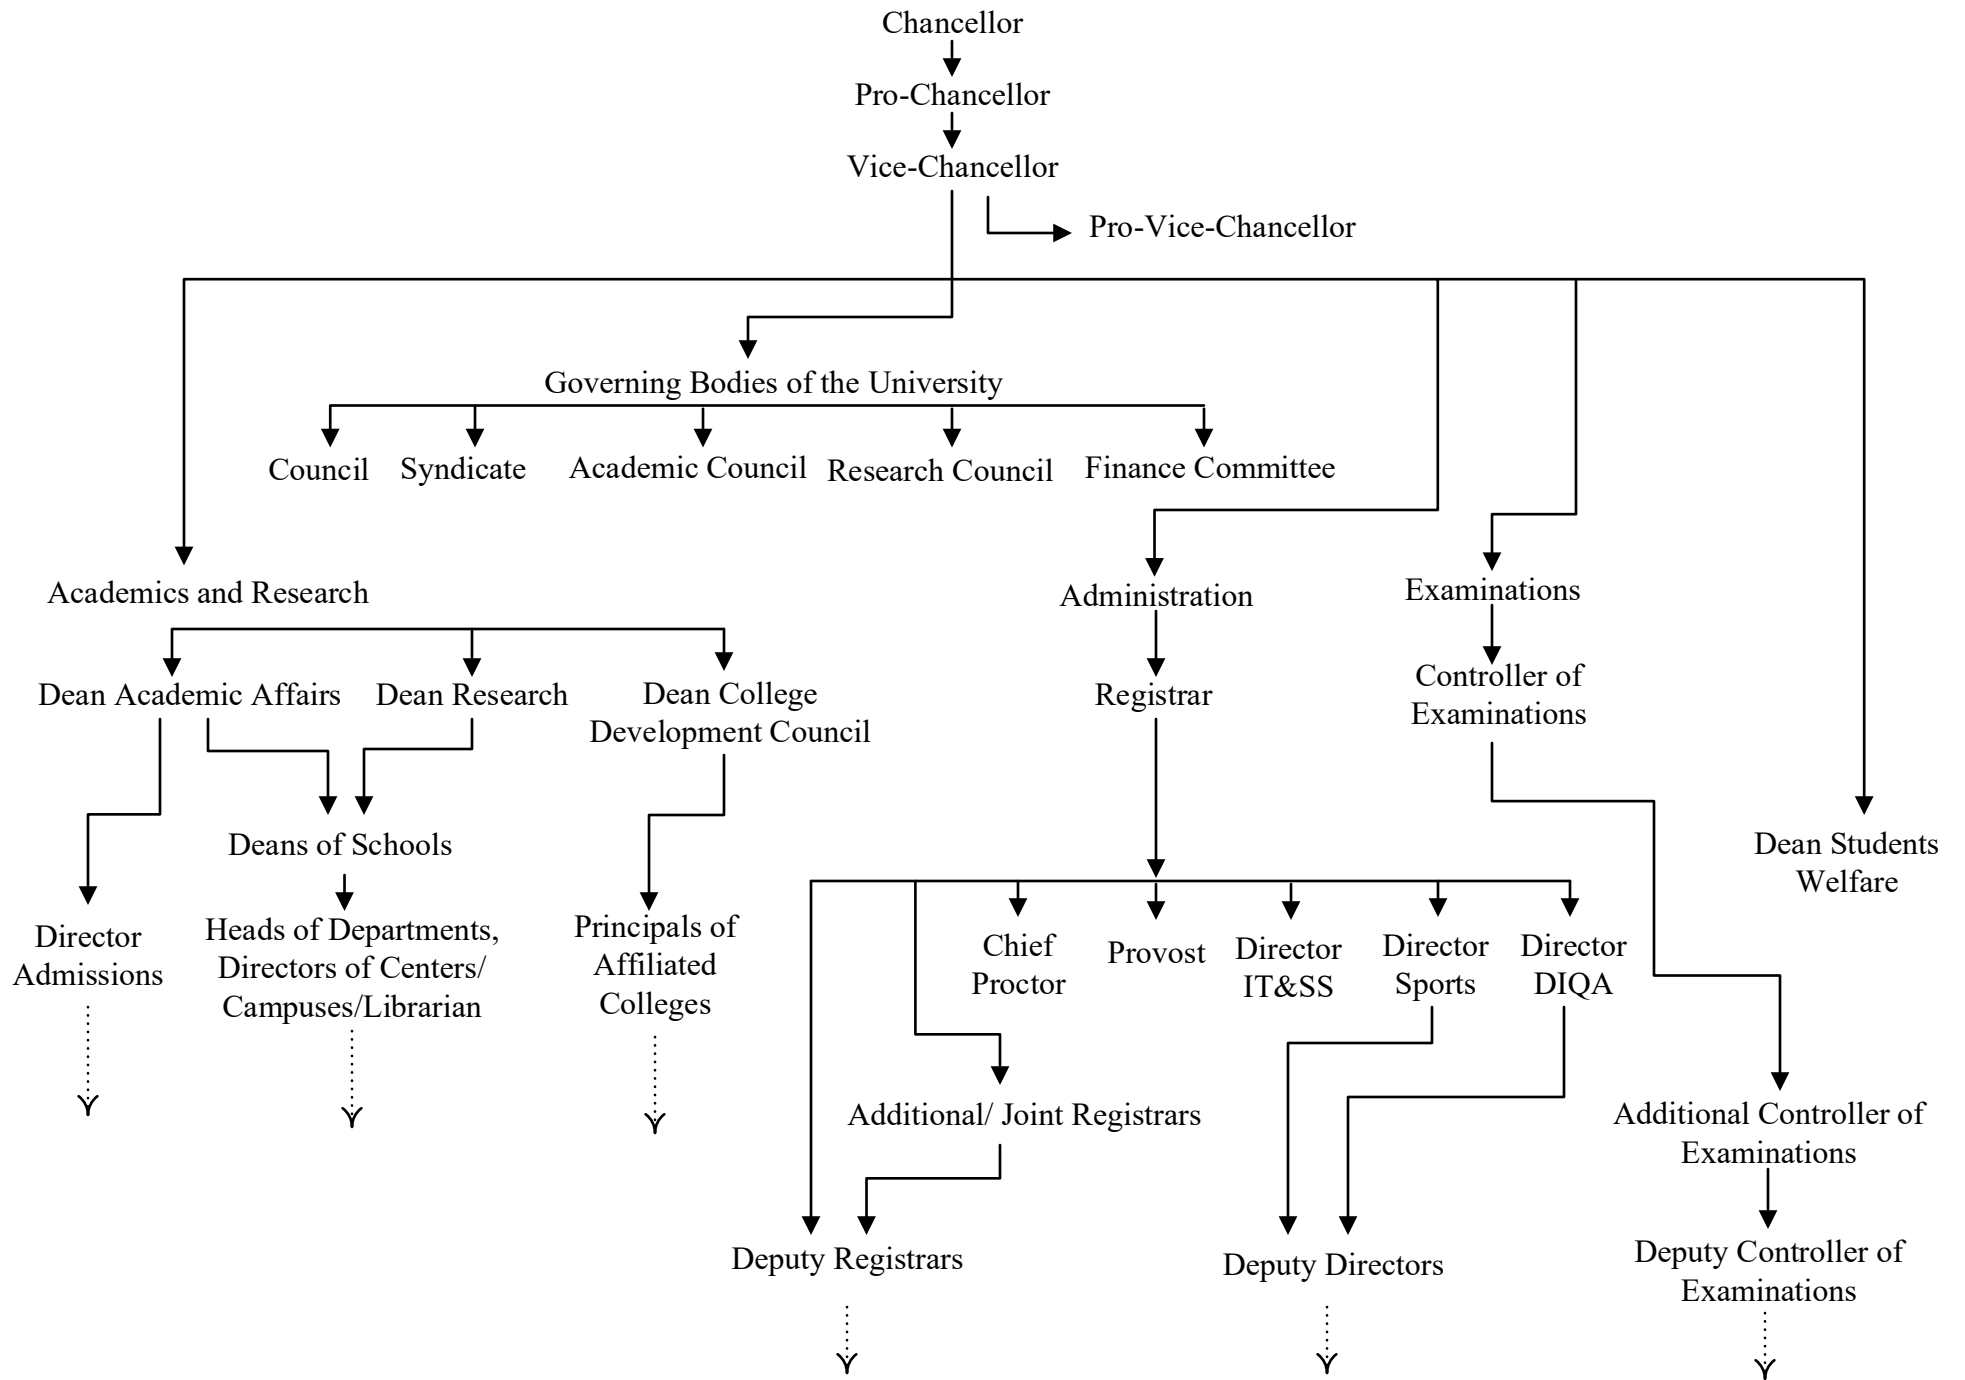 Chancellor
Pro-Chancellor
Vice-Chancellor
Pro-Vice-Chancellor
Governing Bodies of the University
Council
Syndicate
Academic Council
Research Council
Finance Committee
Academics and Research
Administration
Examinations
Dean Academic Affairs
Dean Research
Dean College
Development Council
Registrar
Controller of
Examinations
Deans of Schools
Dean Students
Welfare
Director
Admissions
Heads of Departments,
Directors of Centers/
Campuses/Librarian
Principals of
Affiliated
Colleges
Chief
Proctor
Provost
Director
IT&SS
Director
Sports
Director
DIQA
Additional/ Joint Registrars
Additional Controller of
Examinations
Deputy Registrars
Deputy Directors
Deputy Controller of
Examinations